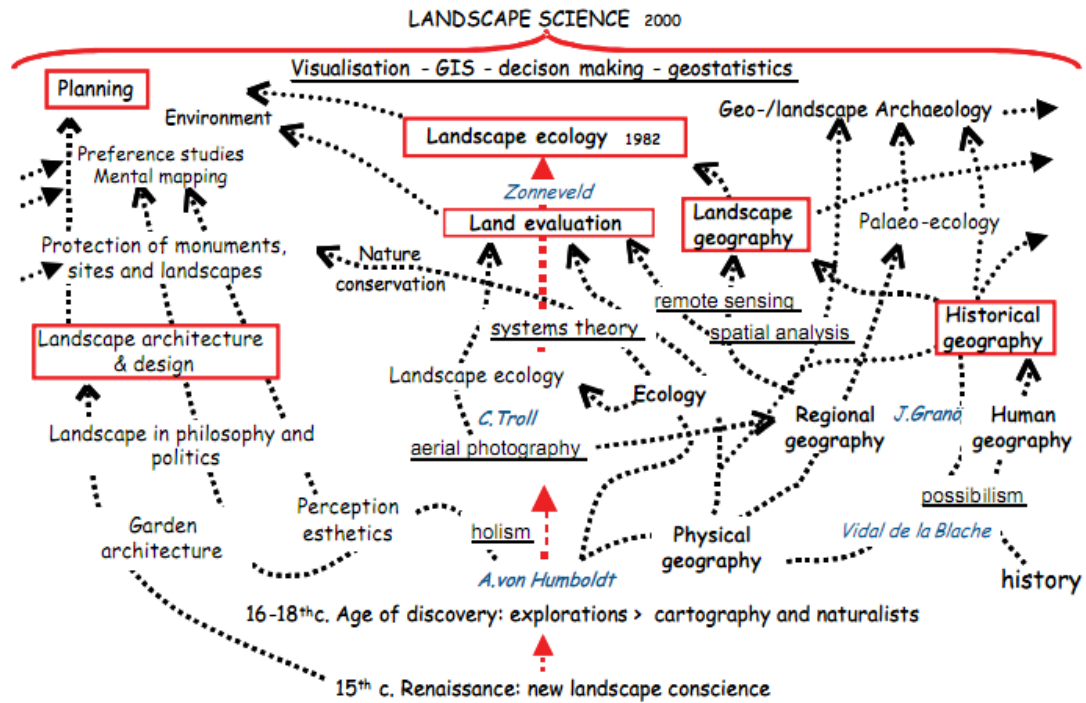 LANDSCAPE SCIENCE 2000
Visualisation - GIS - decison making - geostatistics
Planning
Environment
Geo-/landscape Archaeology
Landscape ecology 1982
Preference studies
Mental mapping
Zonneveld
Land evaluation
Landscape
geography
Palaeo-ecology
Protection of monuments,
sites and landscapes
Nature
conservation
remote sensing
systems theory
spatial analysis
Historical
geography
Landscape architecture
& design
Landscape ecology
Ecology
C.Troll
Regional
geography
J.Granö
Human
geography
Landscape in philosophy and
politics
aerial photography
possibilism
Perception
esthetics
Garden
architecture
holism
Physical
geography
Vidal de la Blache
A.von Humboldt
history
16-18thc. Age of discovery: explorations > cartography and naturalists
15th c. Renaissance: new landscape conscience